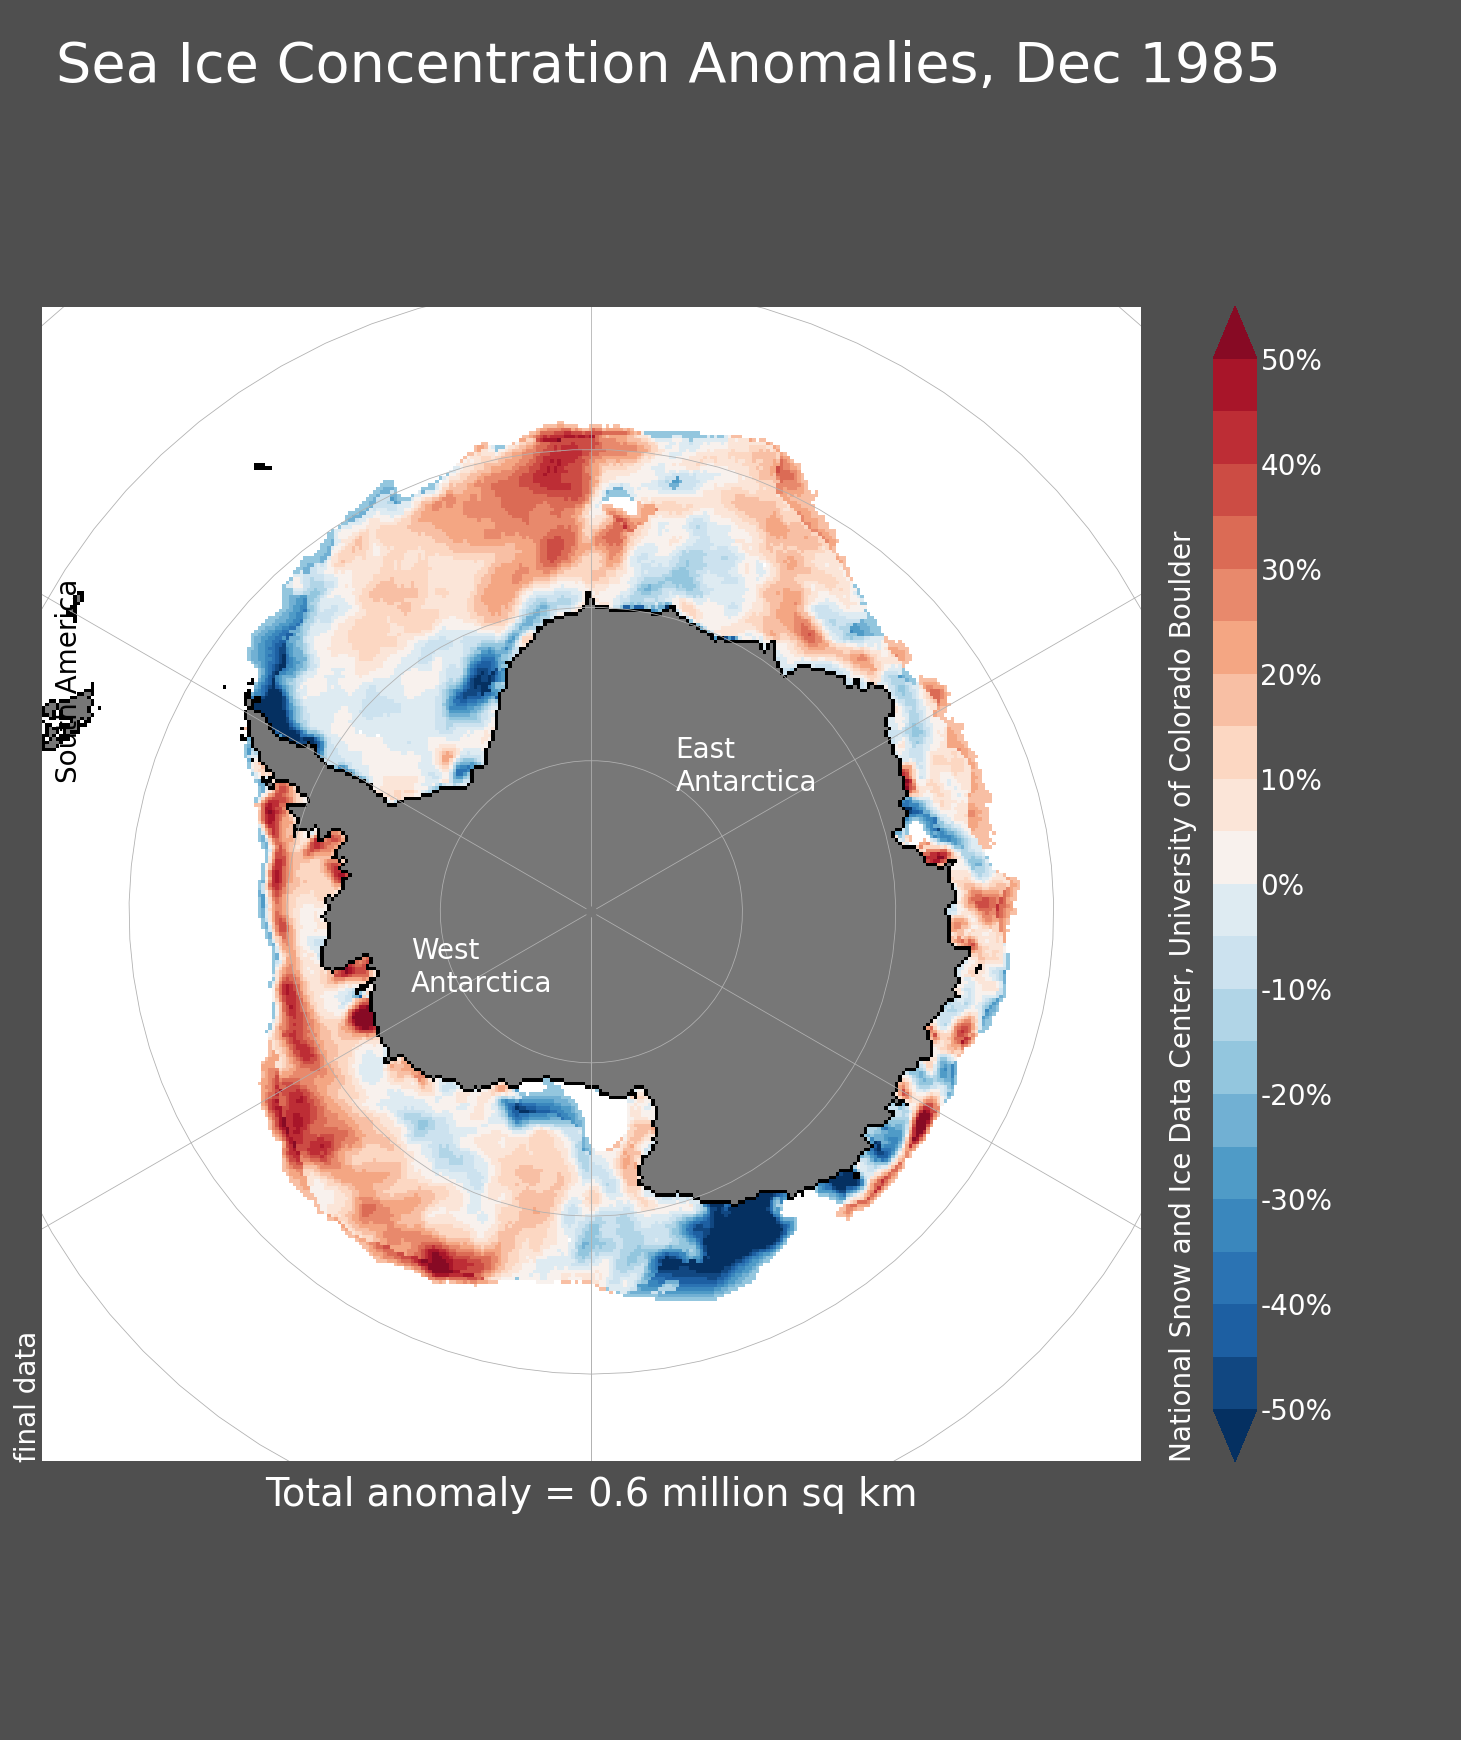 Sea Ice Concentration Anomalies, Dec 1985
South America
East
Antarctica
West
Antarctica
final data
National Snow and Ice Data Center, University of Colorado Boulder
50%
40%
30%
20%
10%
0%
-10%
-20%
-30%
-40%
-50%
Total anomaly = 0.6 million sq km